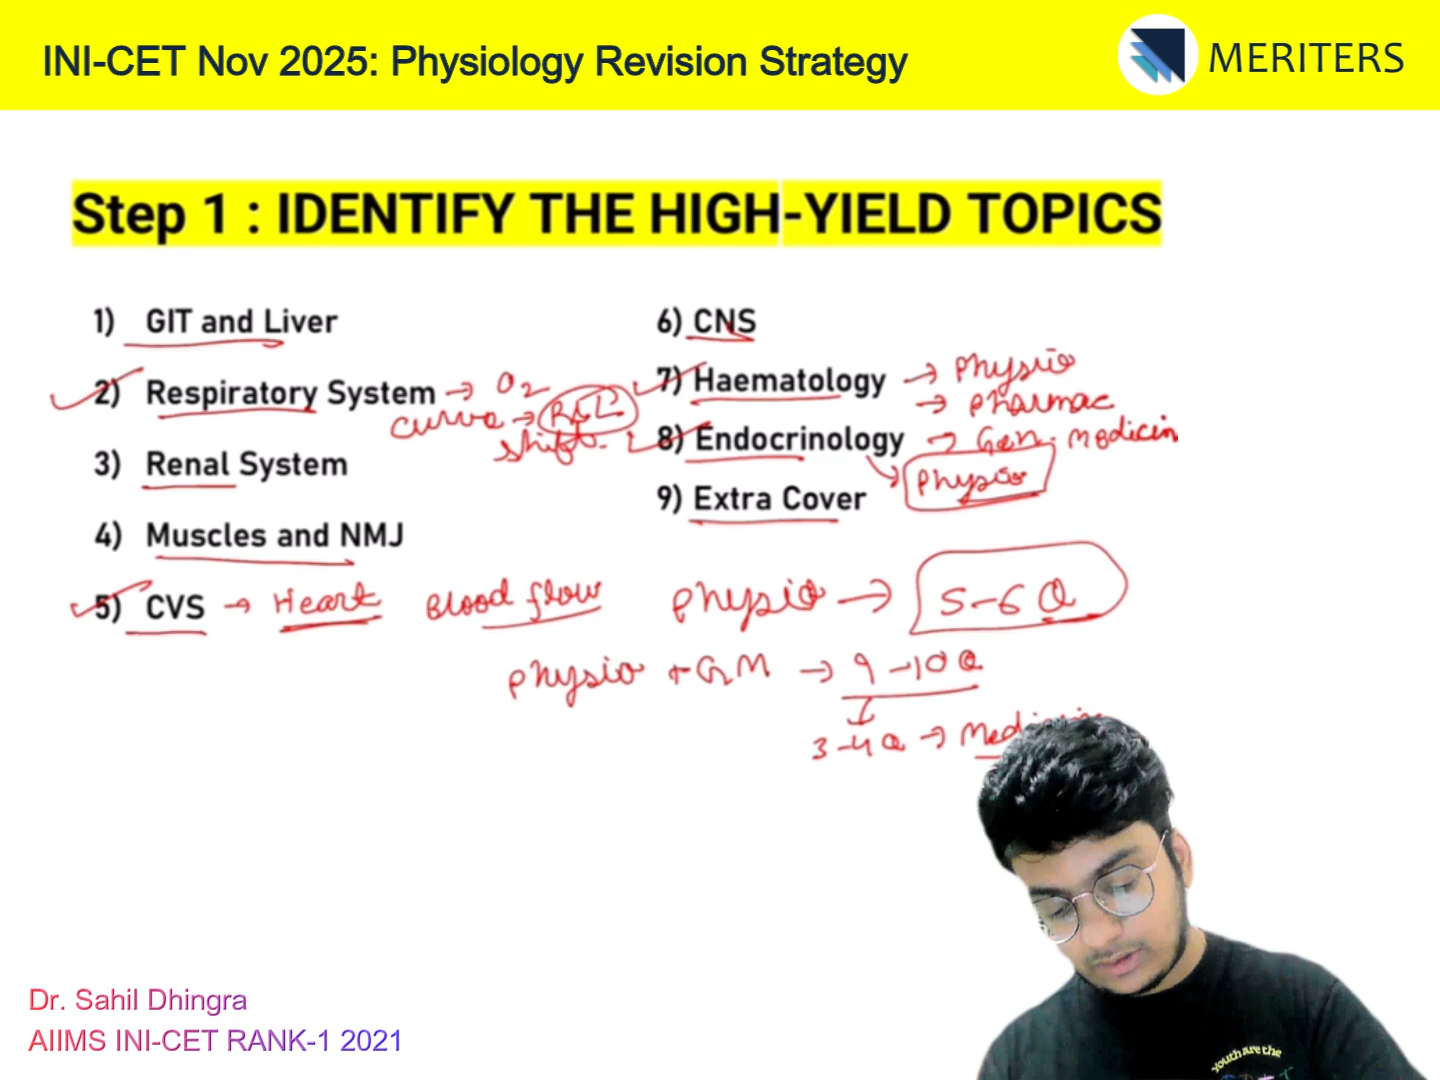 INI-CET Nov 2025: Physiology Revision Strategy
MERITERS
Step 1 : IDENTIFY THE HIGH-YIELD TOPICS
1) GIT and Liver
2) Respiratory System → O2
curve → R&L
shift
3) Renal System
4) Muscles and NMJ
5) CVS → Heart Blood flow
6) CNS
7) Haematology → Physio
→ Pharmac
8) Endocrinology → Gen. Medicin
Physio
9) Extra Cover
Physio → 5-6 Q
Physio + GM → 9-10 Q
3-4 Q →
Dr. Sahil Dhingra
AIIMS INI-CET RANK-1 2021
youth are the